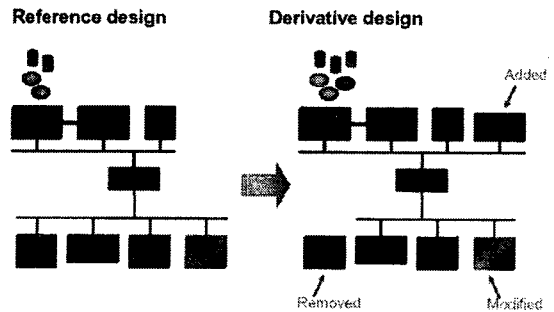 Reference design
Derivative design
Added
Removed
Modified